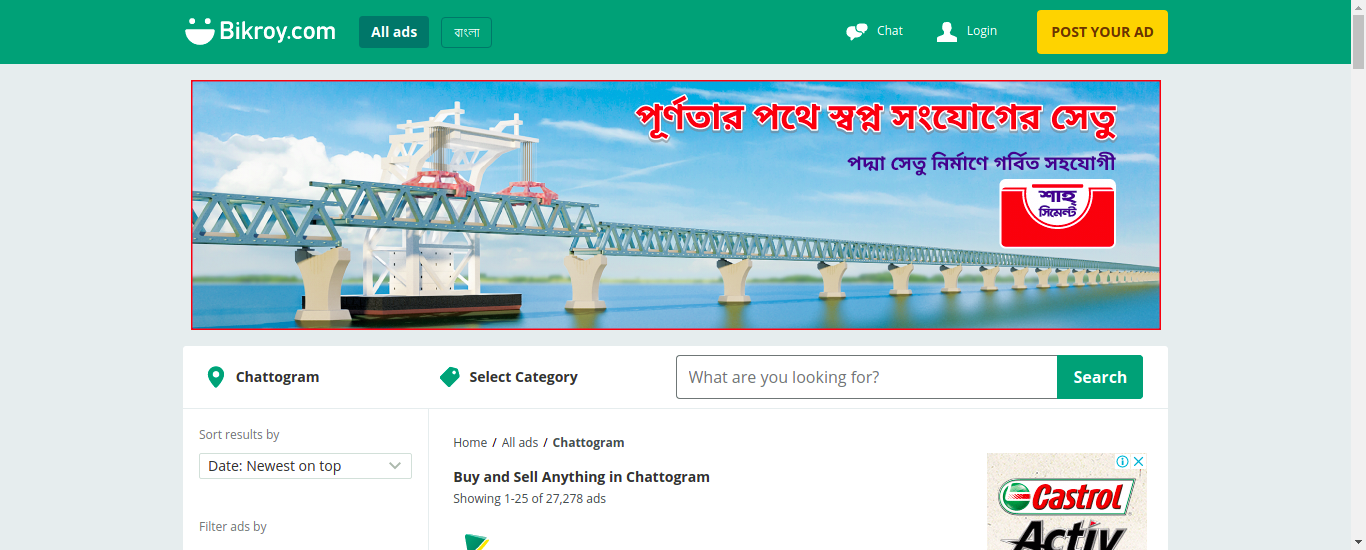 Bikroy.com
All ads
বাংলা
Chat
Login
POST YOUR AD
পূর্ণতার পথে স্বপ্ন সংযোগের সেতু
পদ্মা সেতু নির্মাণে গর্বিত সহযোগী
শাহ্
সিমেন্ট
Chattogram
Select Category
What are you looking for?
Search
Sort results by
Date: Newest on top
Filter ads by
Home / All ads / Chattogram
Buy and Sell Anything in Chattogram
Showing 1-25 of 27,278 ads
Castrol
Activ